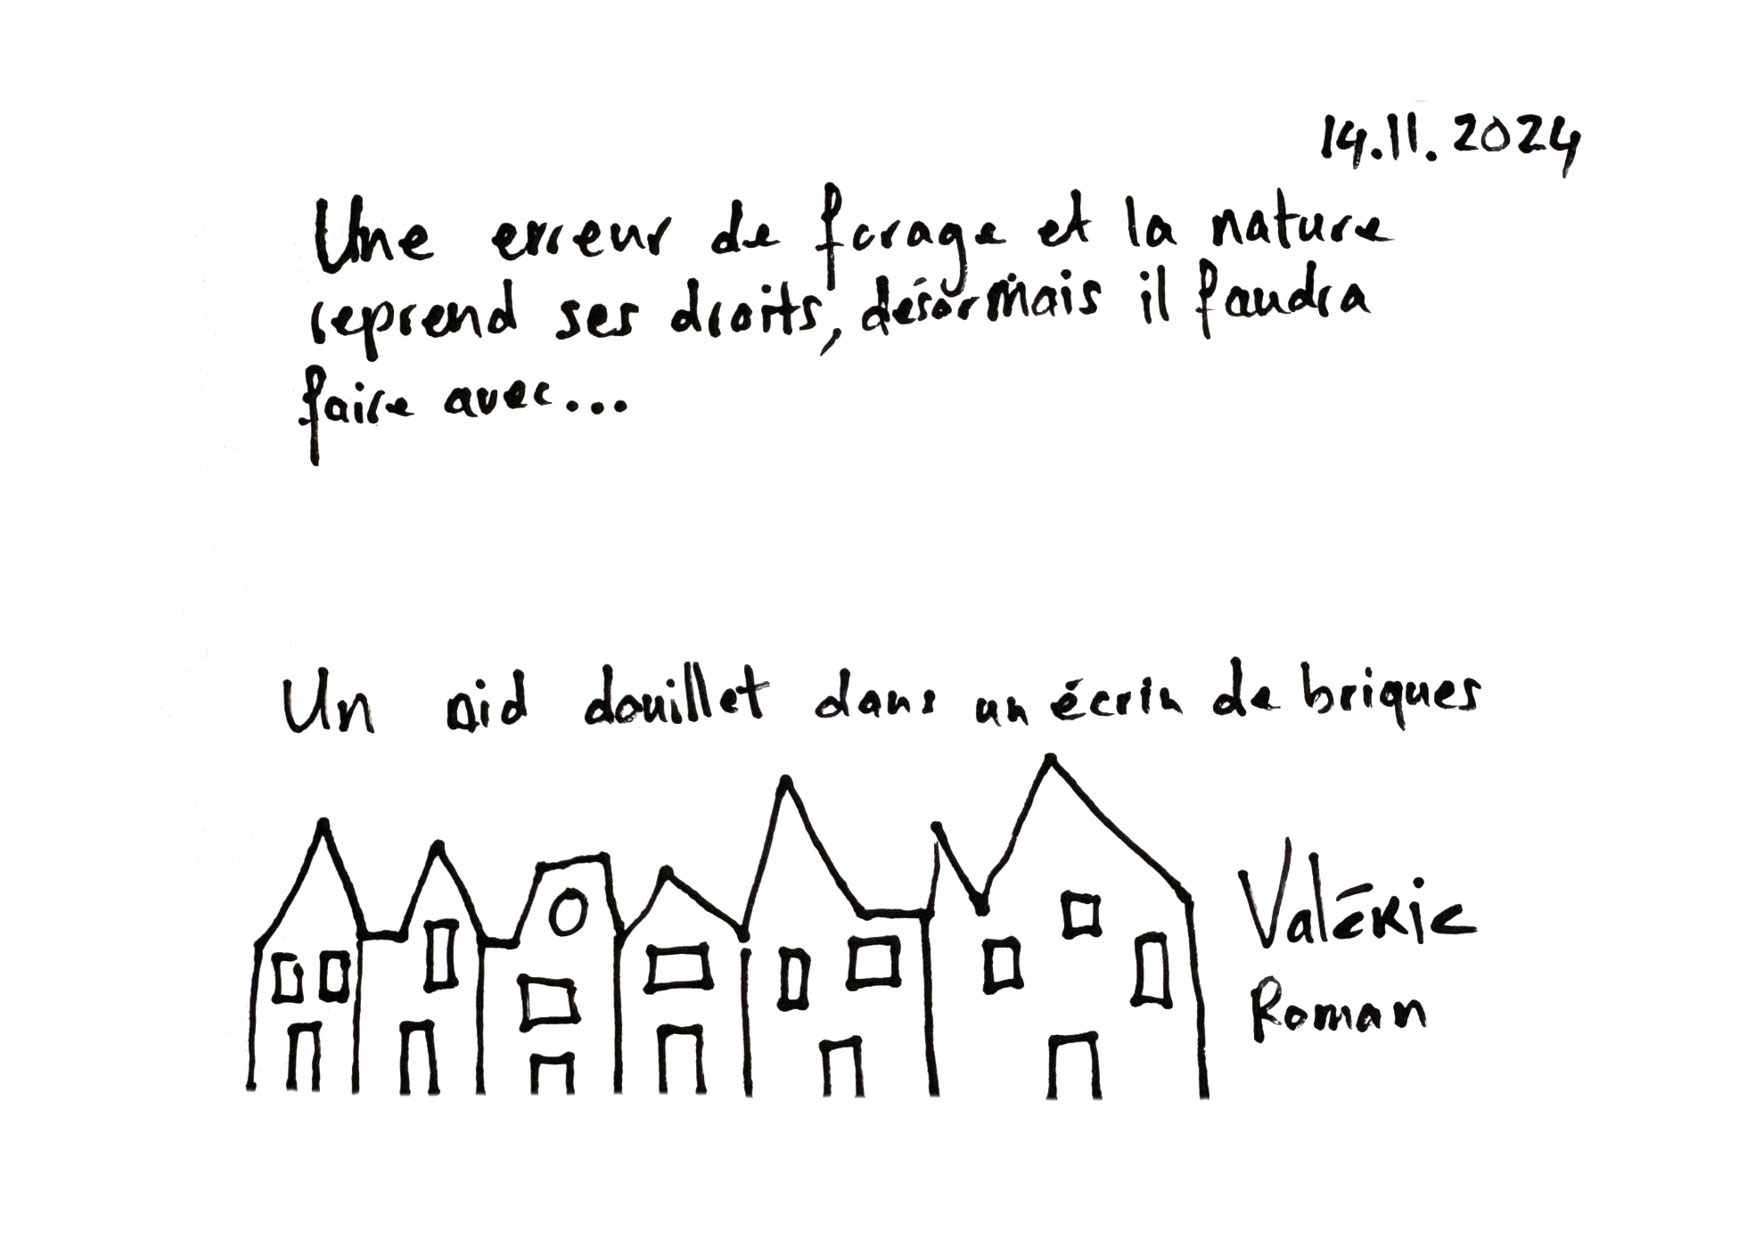 14.11.2024
Une erreur de forage et la nature
reprend ses droits, désormais il faudra
faire avec...
Un nid douillet dans un écrin de briques
Valérie
Roman